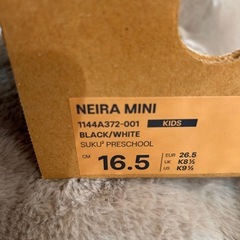 NEIRA MINI
1144A372-001 KIDS
BLACK/WHITE
SUKU² PRESCHOOL
CM 16.5 EUR 26.5
UK K8½
US K9½